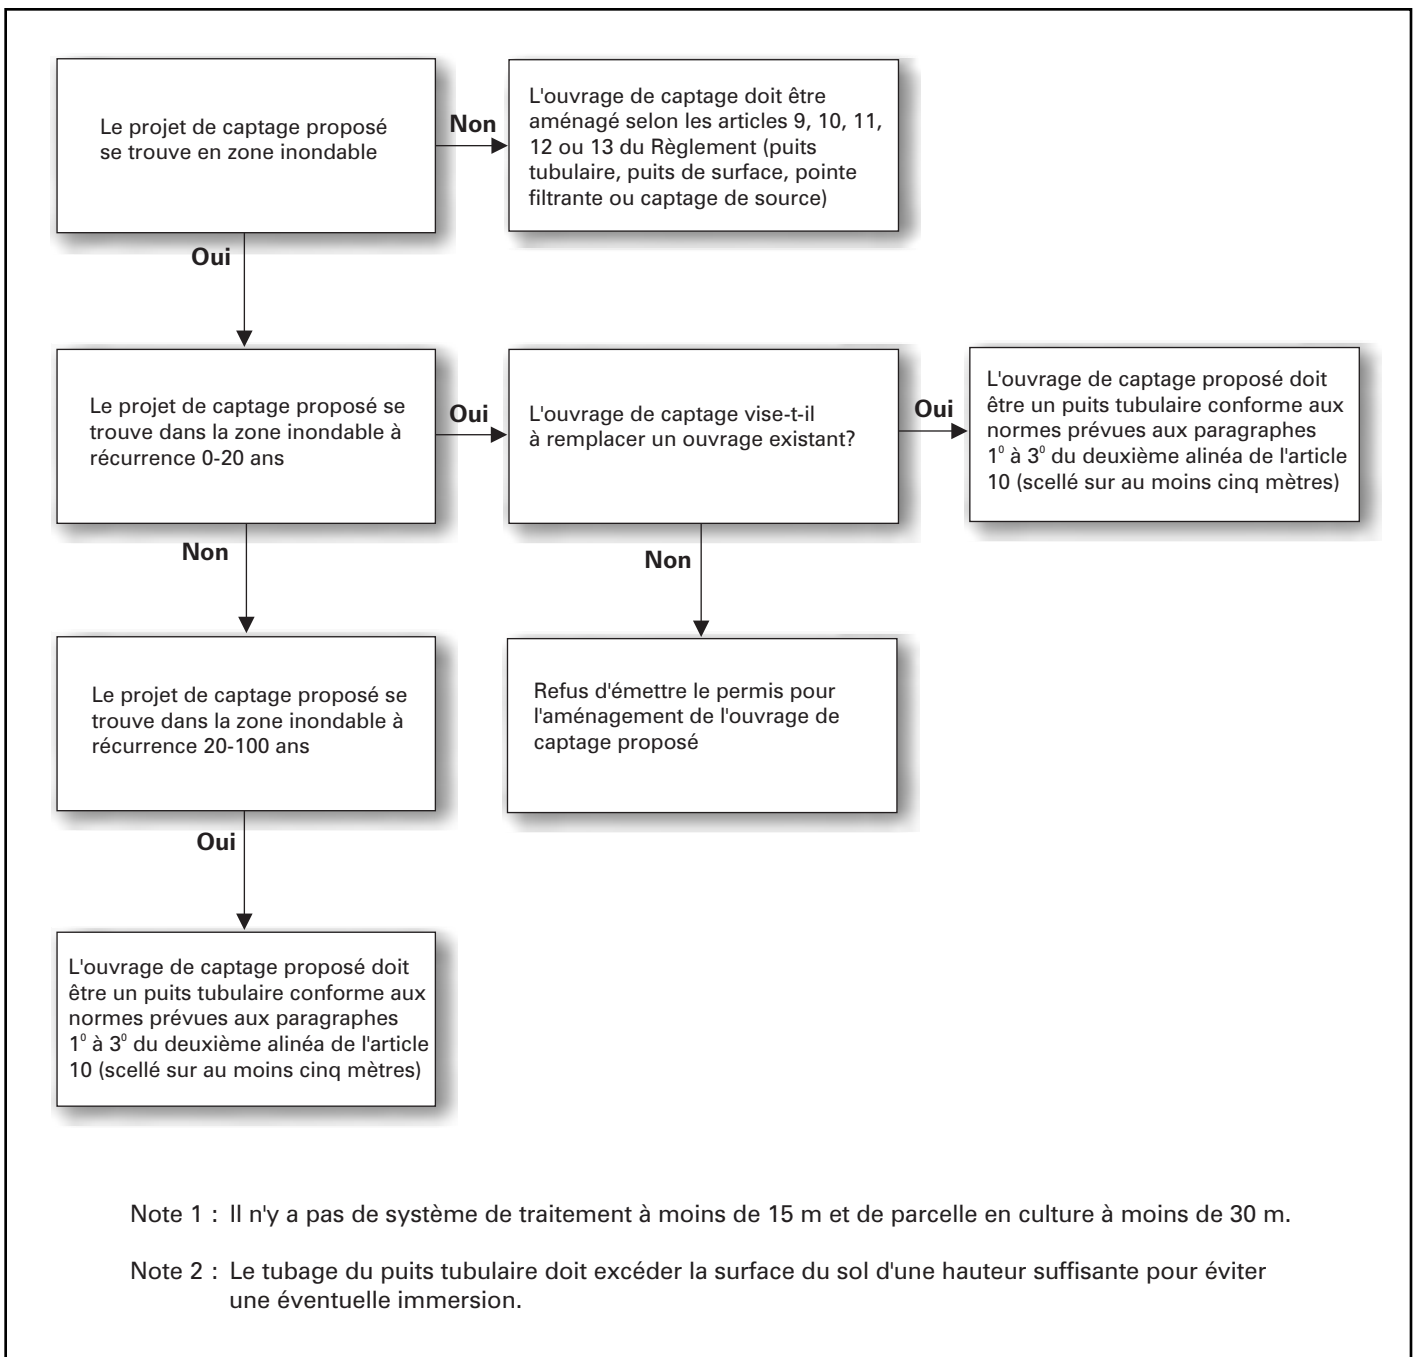 Le projet de captage proposé
se trouve en zone inondable
Non
L'ouvrage de captage doit être
aménagé selon les articles 9, 10, 11,
12 ou 13 du Règlement (puits
tubulaire, puits de surface, pointe
filtrante ou captage de source)
Oui
Le projet de captage proposé se
trouve dans la zone inondable à
récurrence 0-20 ans
Oui
L'ouvrage de captage vise-t-il
à remplacer un ouvrage existant?
Oui
L'ouvrage de captage proposé doit
être un puits tubulaire conforme aux
normes prévues aux paragraphes
1⁰ à 3⁰ du deuxième alinéa de l'article
10 (scellé sur au moins cinq mètres)
Non
Non
Le projet de captage proposé se
trouve dans la zone inondable à
récurrence 20-100 ans
Refus d'émettre le permis pour
l'aménagement de l'ouvrage de
captage proposé
Oui
L'ouvrage de captage proposé doit
être un puits tubulaire conforme aux
normes prévues aux paragraphes
1⁰ à 3⁰ du deuxième alinéa de l'article
10 (scellé sur au moins cinq mètres)
Note 1 : Il n'y a pas de système de traitement à moins de 15 m et de parcelle en culture à moins de 30 m.
Note 2 : Le tubage du puits tubulaire doit excéder la surface du sol d'une hauteur suffisante pour éviter
une éventuelle immersion.